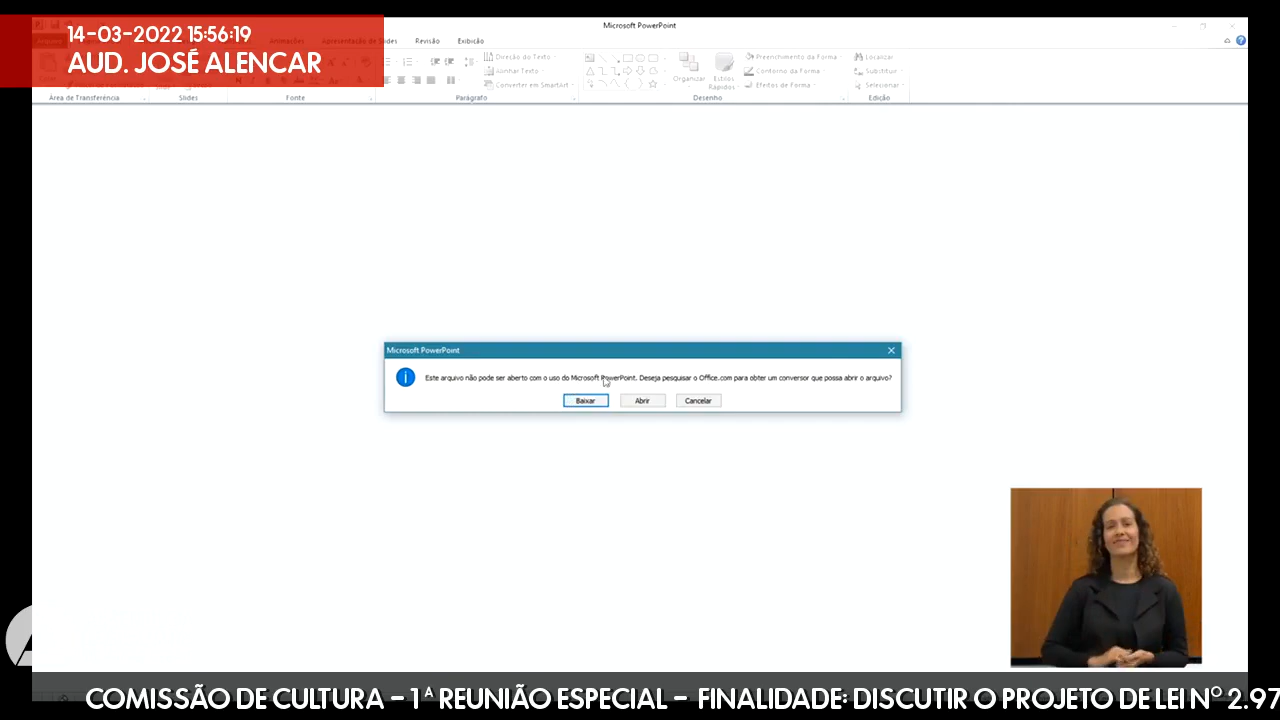 14-03-2022 15:56:19
AUD. JOSÉ ALENCAR
Microsoft PowerPoint
Revisão Exibição
Direção do Texto
Alinhar Texto
Converter em SmartArt
Organizar
Estilos
Rápidos
Preenchimento da Forma
Contorno da Forma
Efeitos de Forma
Localizar
Substituir
Selecionar
Área de Transferência Slides Fonte Parágrafo Desenho Edição
Microsoft PowerPoint
Este arquivo não pode ser aberto com o uso do Microsoft PowerPoint. Deseja pesquisar o Office.com para obter um conversor que possa abrir o arquivo?
Baixar Abrir Cancelar
COMISSÃO DE CULTURA - 1ª REUNIÃO ESPECIAL - FINALIDADE: DISCUTIR O PROJETO DE LEI Nº 2.97